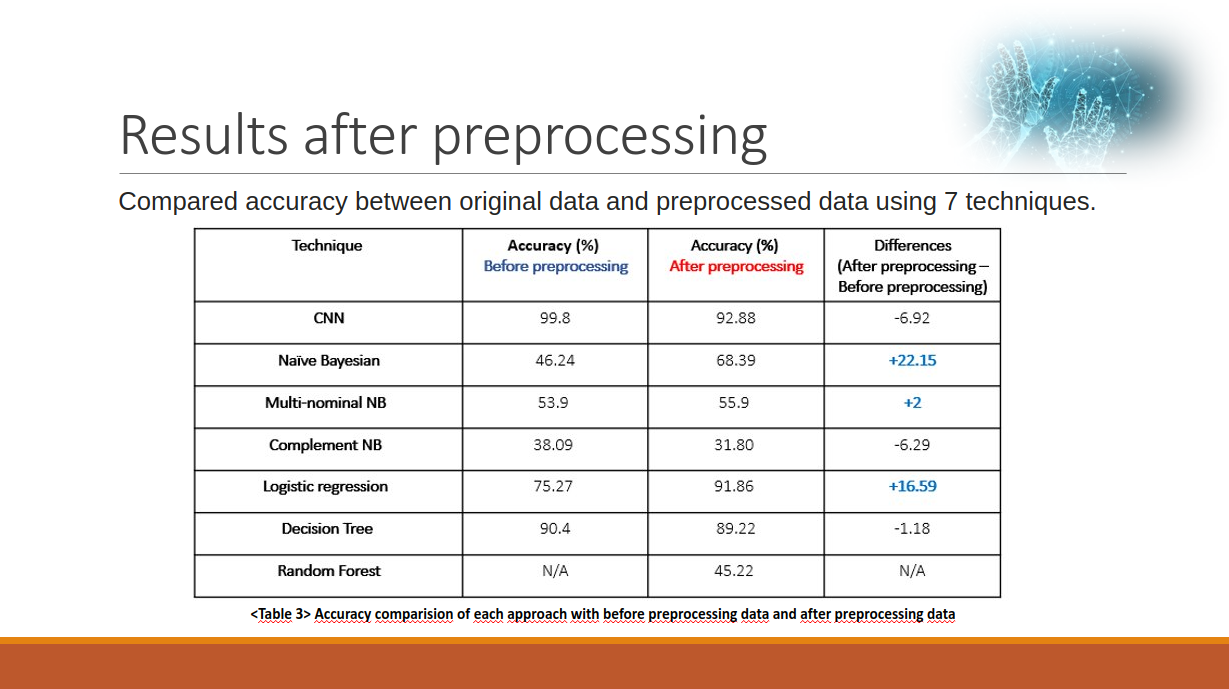 Results after preprocessing
Compared accuracy between original data and preprocessed data using 7 techniques.
Technique Accuracy (%) Accuracy (%) Differences
Before preprocessing After preprocessing (After preprocessing –
Before preprocessing)
CNN 99.8 92.88 -6.92
Naïve Bayesian 46.24 68.39 +22.15
Multi-nominal NB 53.9 55.9 +2
Complement NB 38.09 31.80 -6.29
Logistic regression 75.27 91.86 +16.59
Decision Tree 90.4 89.22 -1.18
Random Forest N/A 45.22 N/A
<Table 3> Accuracy comparision of each approach with before preprocessing data and after preprocessing data